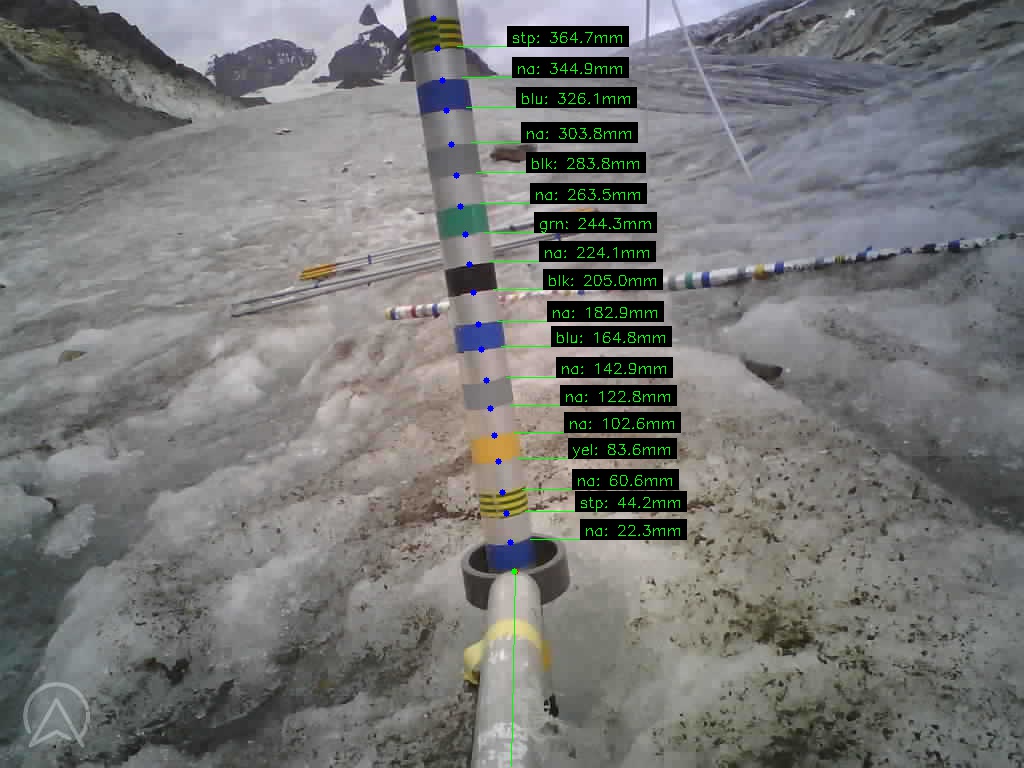 stp: 364.7mm
na: 344.9mm
blu: 326.1mm
na: 303.8mm
blk: 283.8mm
na: 263.5mm
grn: 244.3mm
na: 224.1mm
blk: 205.0mm
na: 182.9mm
blu: 164.8mm
na: 142.9mm
na: 122.8mm
na: 102.6mm
yel: 83.6mm
na: 60.6mm
stp: 44.2mm
na: 22.3mm